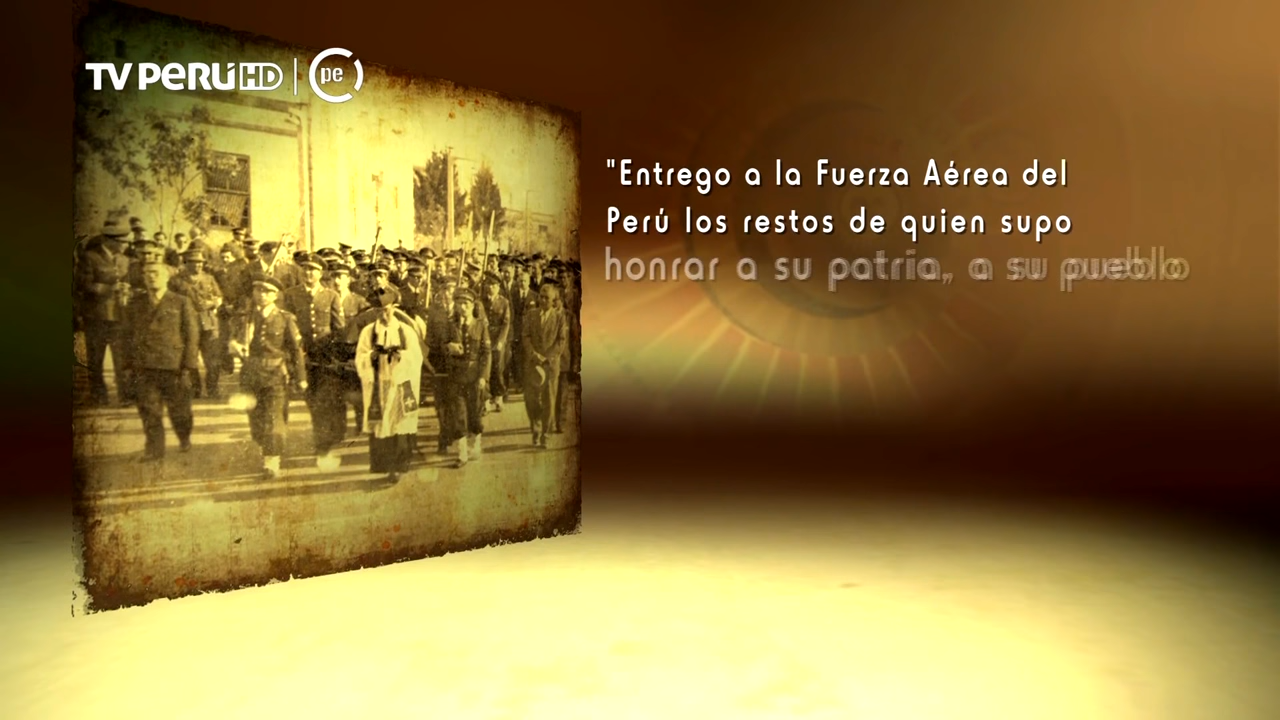 TV PERÚ HD pe
"Entrego a la Fuerza Aérea del
Perú los restos de quien supo
honrar a su patria, a su pueblo